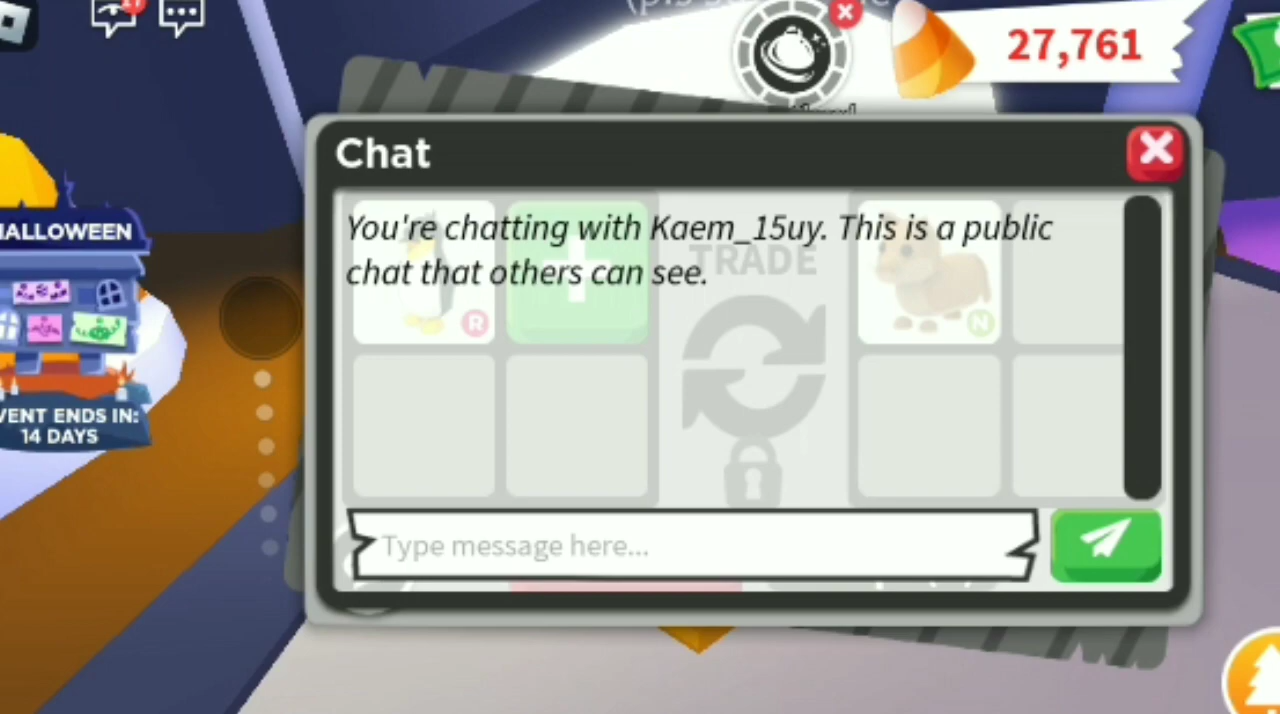 17
27,761
Chat
You're chatting with Kaem_15uy. This is a public
chat that others can see.
TRADE
R
N
HALLOWEEN
EVENT ENDS IN:
14 DAYS
Type message here...